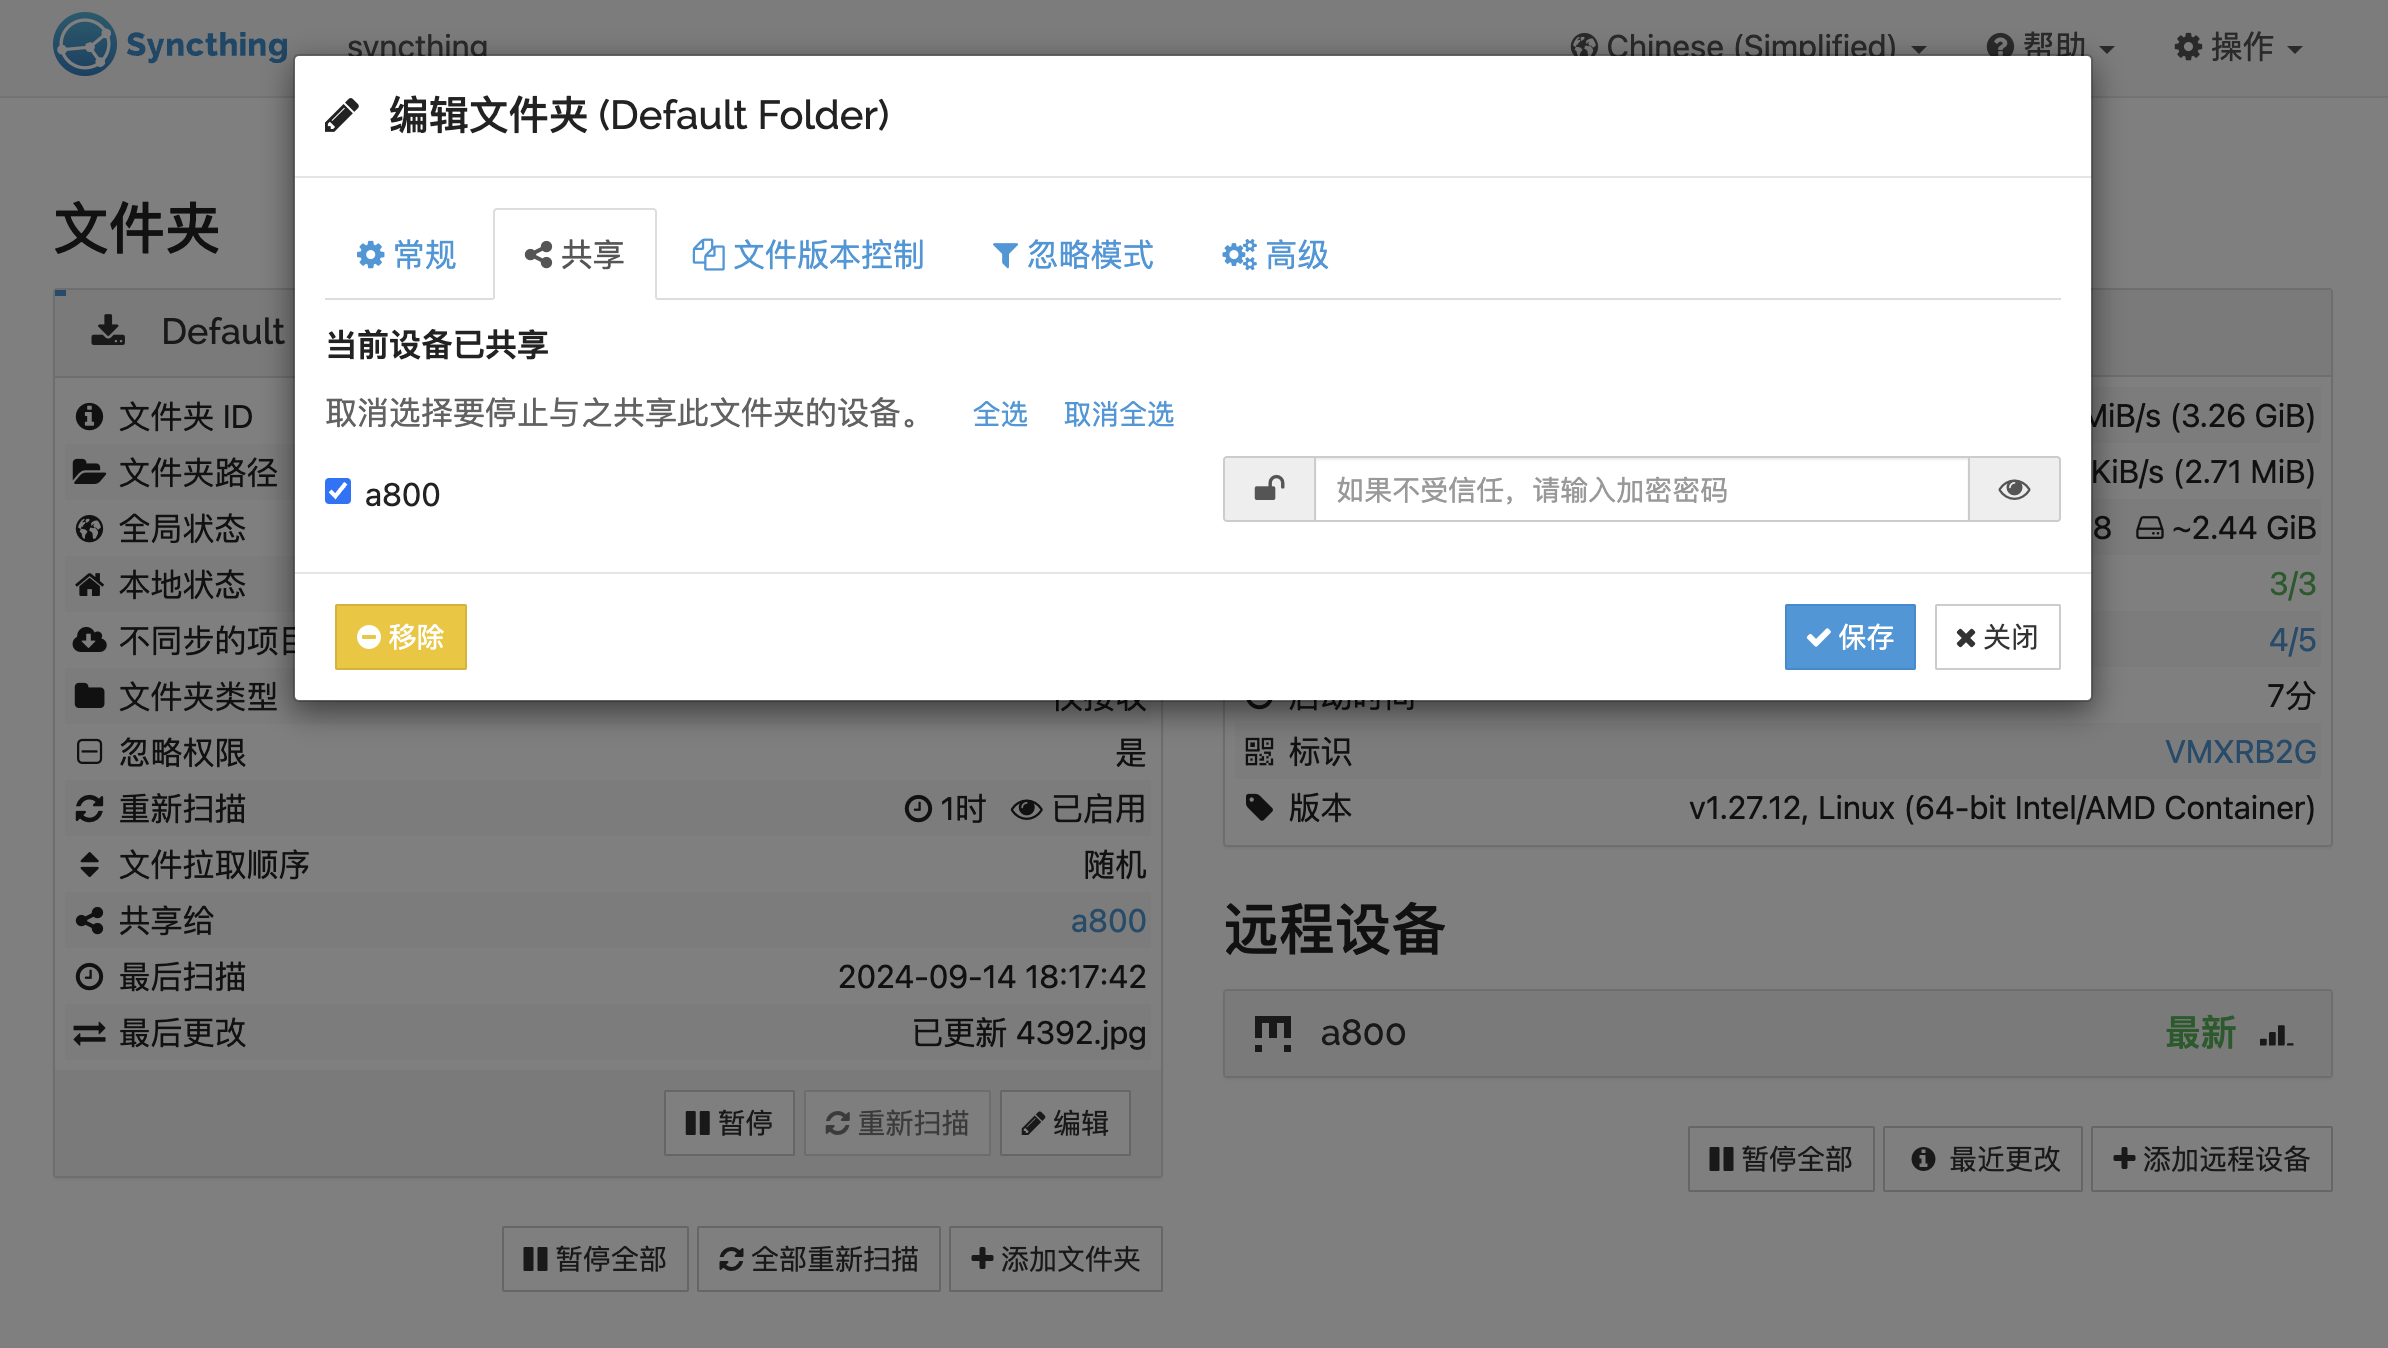 Syncthing
syncthing
Chinese (Simplified)
帮助
操作
编辑文件夹 (Default Folder)
常规
共享
文件版本控制
忽略模式
高级
当前设备已共享
取消选择要停止与之共享此文件夹的设备。 全选 取消全选
a800
如果不受信任，请输入加密密码
移除
保存
关闭
文件夹
Default
文件夹 ID
文件夹路径
全局状态
本地状态
不同步的项目
文件夹类型 仅接收
忽略权限 是
重新扫描 1时 已启用
文件拉取顺序 随机
共享给 a800
最后扫描 2024-09-14 18:17:42
最后更改 已更新 4392.jpg
暂停
重新扫描
编辑
暂停全部
全部重新扫描
添加文件夹
MiB/s (3.26 GiB)
KiB/s (2.71 MiB)
8 ~2.44 GiB
3/3
4/5
启动时间 7分
标识 VMXRB2G
版本 v1.27.12, Linux (64-bit Intel/AMD Container)
远程设备
a800 最新
暂停全部
最近更改
添加远程设备